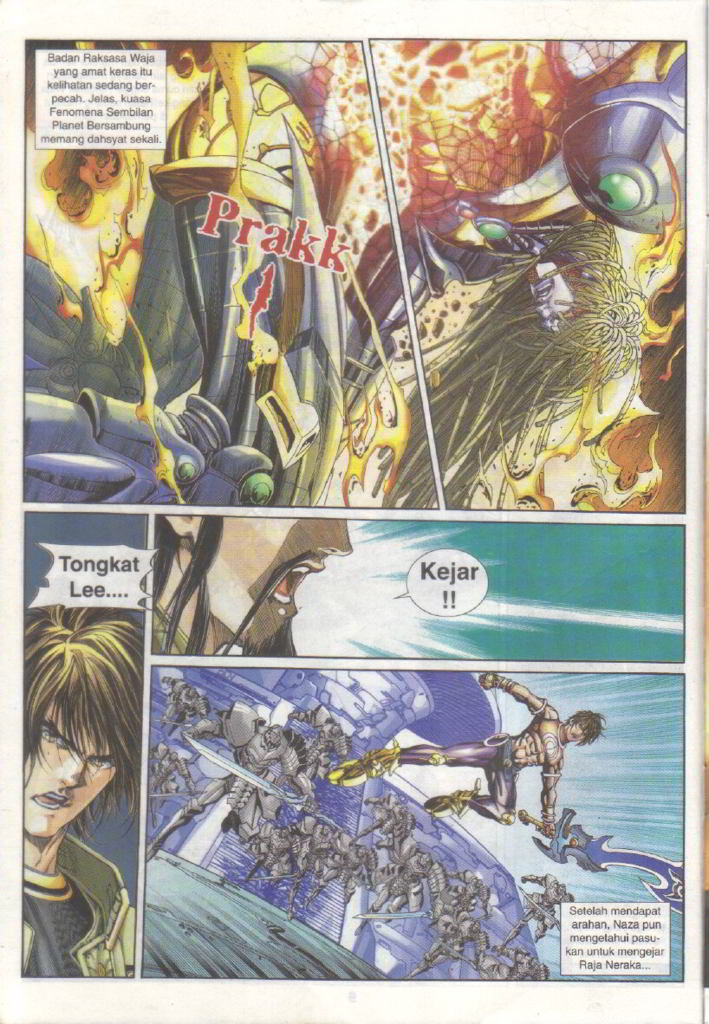 Badan Raksasa Waja
yang amat keras itu
kelihatan sedang ber-
pecah. Jelas, kuasa
Fenomena Sembilan
Planet Bersambung
memang dahsyat sekali.
Prakk
!
Tongkat
Lee....
Kejar
!!
Setelah mendapat
arahan, Naza pun
mengetahui pasu-
kan untuk mengejar
Raja Neraka...